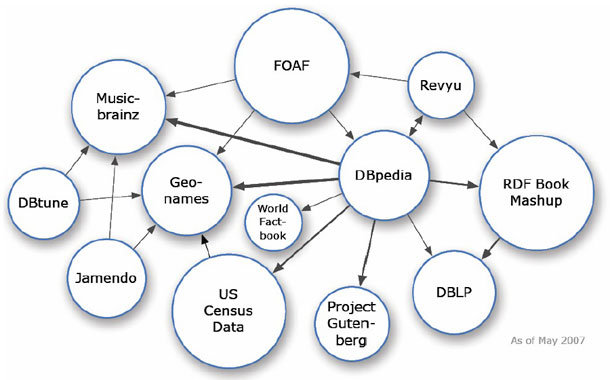 FOAF
Music-
brainz
Revyu
DBpedia
RDF Book
Mashup
Geo-
names
DBtune
World
Fact-
book
Jamendo
US
Census
Data
Project
Guten-
berg
DBLP
As of May 2007